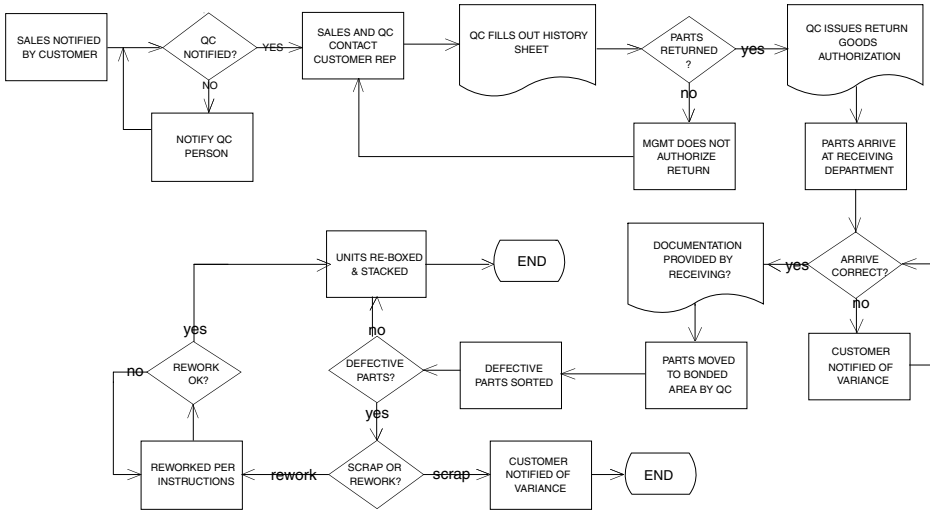 SALES NOTIFIED
BY CUSTOMER
QC
NOTIFIED?
YES
NO
NOTIFY QC
PERSON
SALES AND QC
CONTACT
CUSTOMER REP
QC FILLS OUT HISTORY
SHEET
PARTS
RETURNED
?
yes
no
MGMT DOES NOT
AUTHORIZE
RETURN
QC ISSUES RETURN
GOODS
AUTHORIZATION
PARTS ARRIVE
AT RECEIVING
DEPARTMENT
ARRIVE
CORRECT?
yes
no
CUSTOMER
NOTIFIED OF
VARIANCE
DOCUMENTATION
PROVIDED BY
RECEIVING?
PARTS MOVED
TO BONDED
AREA BY QC
DEFECTIVE
PARTS SORTED
DEFECTIVE
PARTS?
no
yes
UNITS RE-BOXED
& STACKED
END
SCRAP OR
REWORK?
rework
scrap
CUSTOMER
NOTIFIED OF
VARIANCE
END
REWORKED PER
INSTRUCTIONS
REWORK
OK?
yes
no